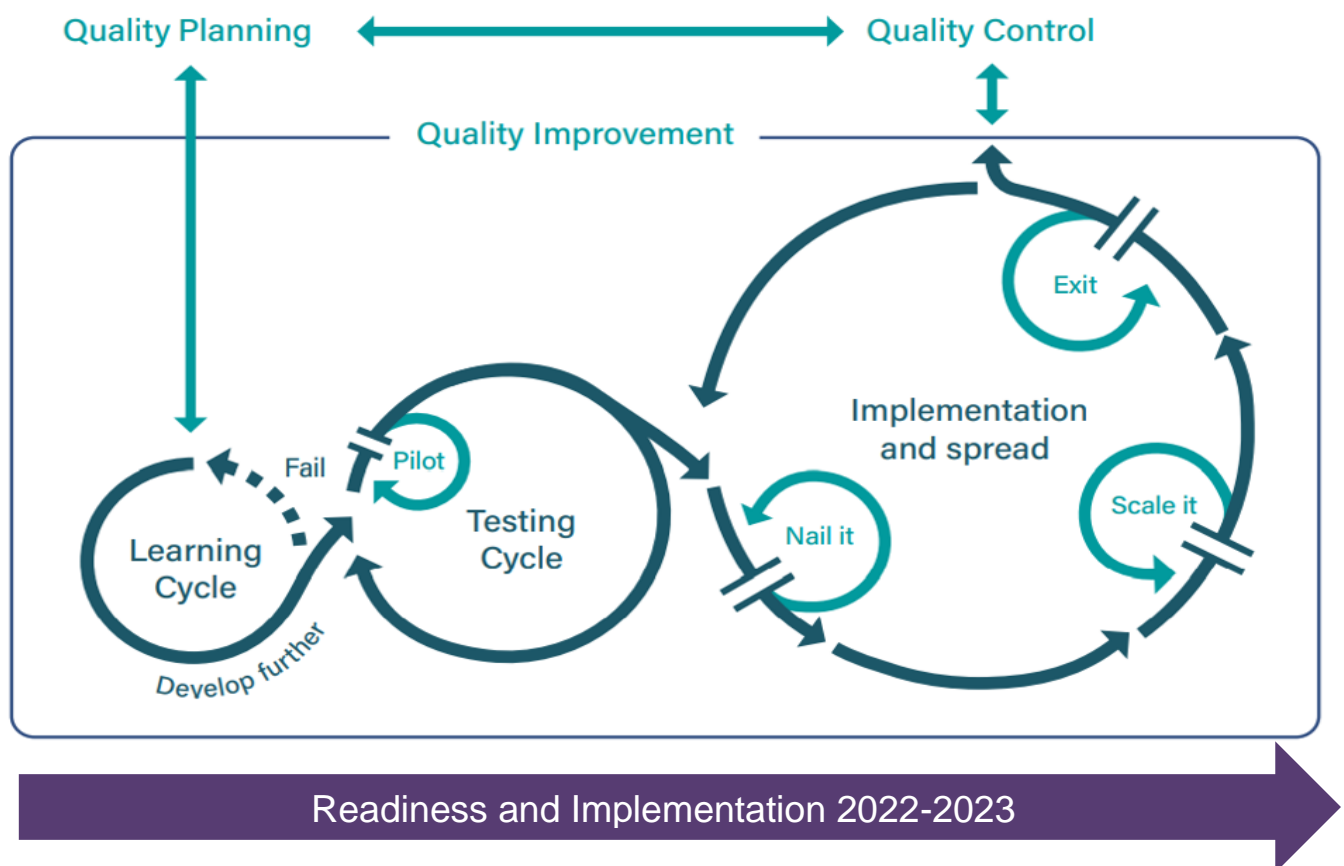 Quality Planning
Quality Control
Quality Improvement
Exit
Implementation
and spread
Fail
Pilot
Scale it
Testing
Cycle
Nail it
Learning
Cycle
Develop further
Readiness and Implementation 2022-2023